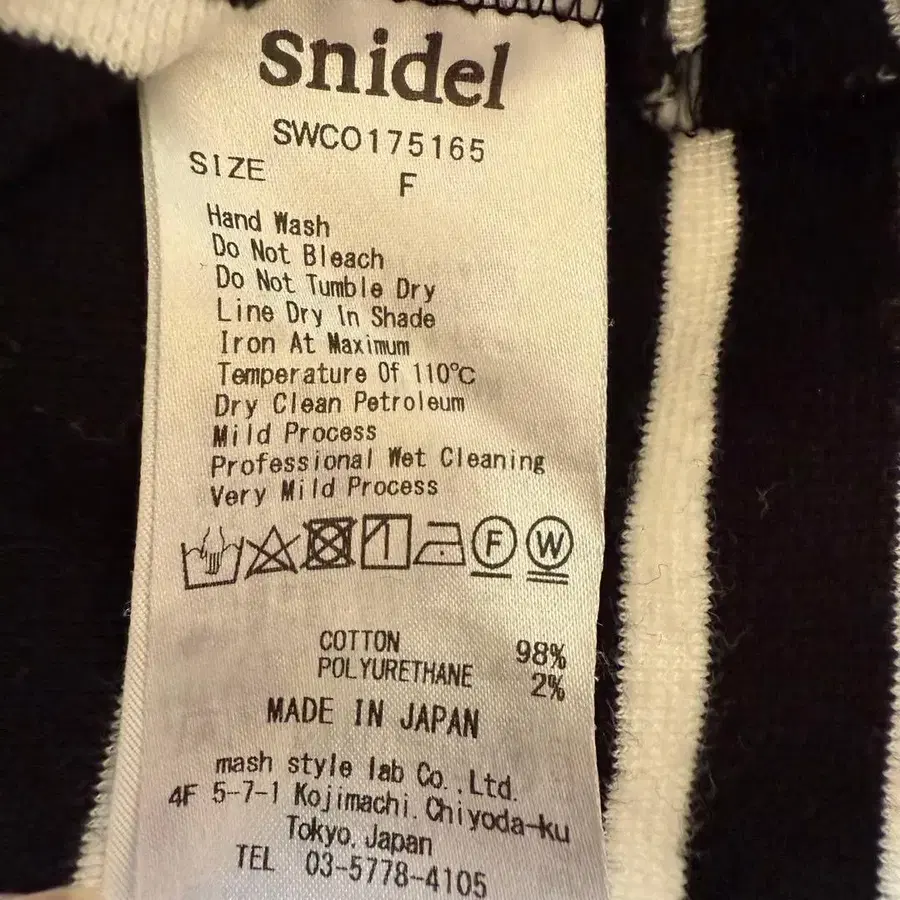 snidel
SWCO175165
SIZE F
Hand Wash
Do Not Bleach
Do Not Tumble Dry
Line Dry In Shade
Iron At Maximum
Temperature Of 110℃
Dry Clean Petroleum
Mild Process
Professional Wet Cleaning
Very Mild Process
F W
COTTON 98%
POLYURETHANE 2%
MADE IN JAPAN
mash style lab Co.,Ltd.
4F 5-7-1 Kojimachi.Chiyoda-ku
Tokyo,Japan
TEL 03-5778-4105